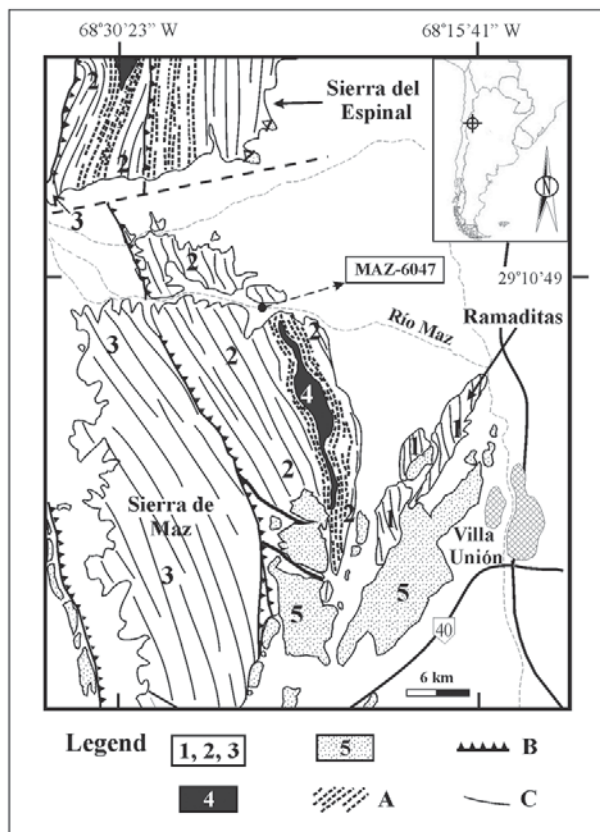 68°30'23" W
68°15'41" W
2
2
3
Sierra del
Espinal
N
2
MAZ-6047
29°10'49
Río Maz
Ramaditas
3
2
2
4
1
1
2
1
2
Sierra de
Maz
3
5
5
Villa
Unión
40
6 km
Legend
1, 2, 3
5
B
4
A
C